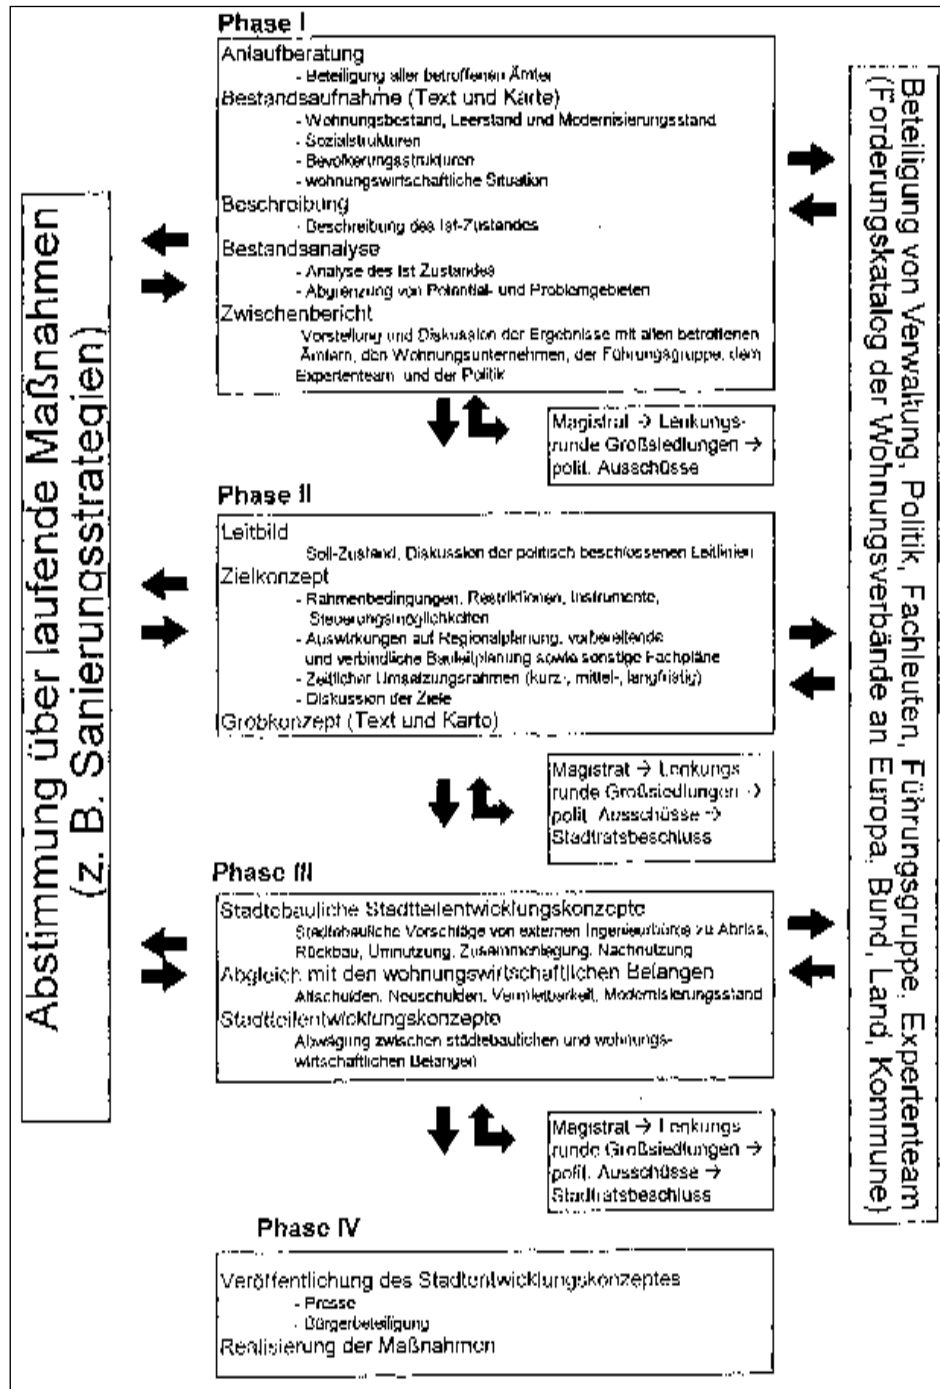 Phase I
Anlaufberatung
- Beteiligung aller betroffenen Ämter
Bestandsaufnahme (Text und Karte)
- Wohnungsbestand, Leerstand und Modernisierungsstand
- Sozialstrukturen
- Bevölkerungsstrukturen
- wohnungswirtschaftliche Situation
Beschreibung
- Beschreibung des Ist-Zustandes
Bestandsanalyse
- Analyse des Ist Zustandes
- Abgrenzung von Potential- und Problemgebieten
Zwischenbericht
Vorstellung und Diskussion der Ergebnisse mit allen betroffenen
Ämtern, den Wohnungsunternehmen, der Führungsgruppe, dem
Expertenteam und der Politik
Magistrat → Lenkungs-
runde Großsiedlungen →
polit. Ausschüsse
Phase II
Leitbild
Soll-Zustand, Diskussion der politisch beschlossenen Leitlinien
Zielkonzept
- Rahmenbedingungen, Restriktionen, Instrumente,
Steuerungsmöglichkeiten
- Auswirkungen auf Regionalplanung, vorbereitende
und verbindliche Bauleitplanung sowie sonstige Fachpläne
- Zeitlicher Umsetzungsrahmen (kurz-, mittel-, langfristig)
- Diskussion der Ziele
Grobkonzept (Text und Karte)
Magistrat → Lenkungs
runde Großsiedlungen →
polit. Ausschüsse →
Stadtratsbeschluss
Phase III
Städtebauliche Stadtteilentwicklungskonzepte
Städtebauliche Vorschläge von externen Ingenieurbüros zu Abriss,
Rückbau, Umnutzung, Zusammenlegung, Nachnutzung
Abgleich mit den wohnungswirtschaftlichen Belangen
Altschulden, Neuschulden, Vermietbarkeit, Modernisierungsstand
Stadtteilentwicklungskonzepte
Abwägung zwischen städtebaulichen und wohnungs-
wirtschaftlichen Belangen
Magistrat → Lenkungs
runde Großsiedlungen →
polit. Ausschüsse →
Stadtratsbeschluss
Phase IV
Veröffentlichung des Stadtentwicklungskonzeptes
- Presse
- Bürgerbeteiligung
Realisierung der Maßnahmen
Abstimmung über laufende Maßnahmen
(z. B. Sanierungsstrategien)
Beteiligung von Verwaltung, Politik, Fachleuten, Führungsgruppe, Expertenteam
(Forderungskatalog der Wohnungsverbände an Europa, Bund, Land, Kommune)